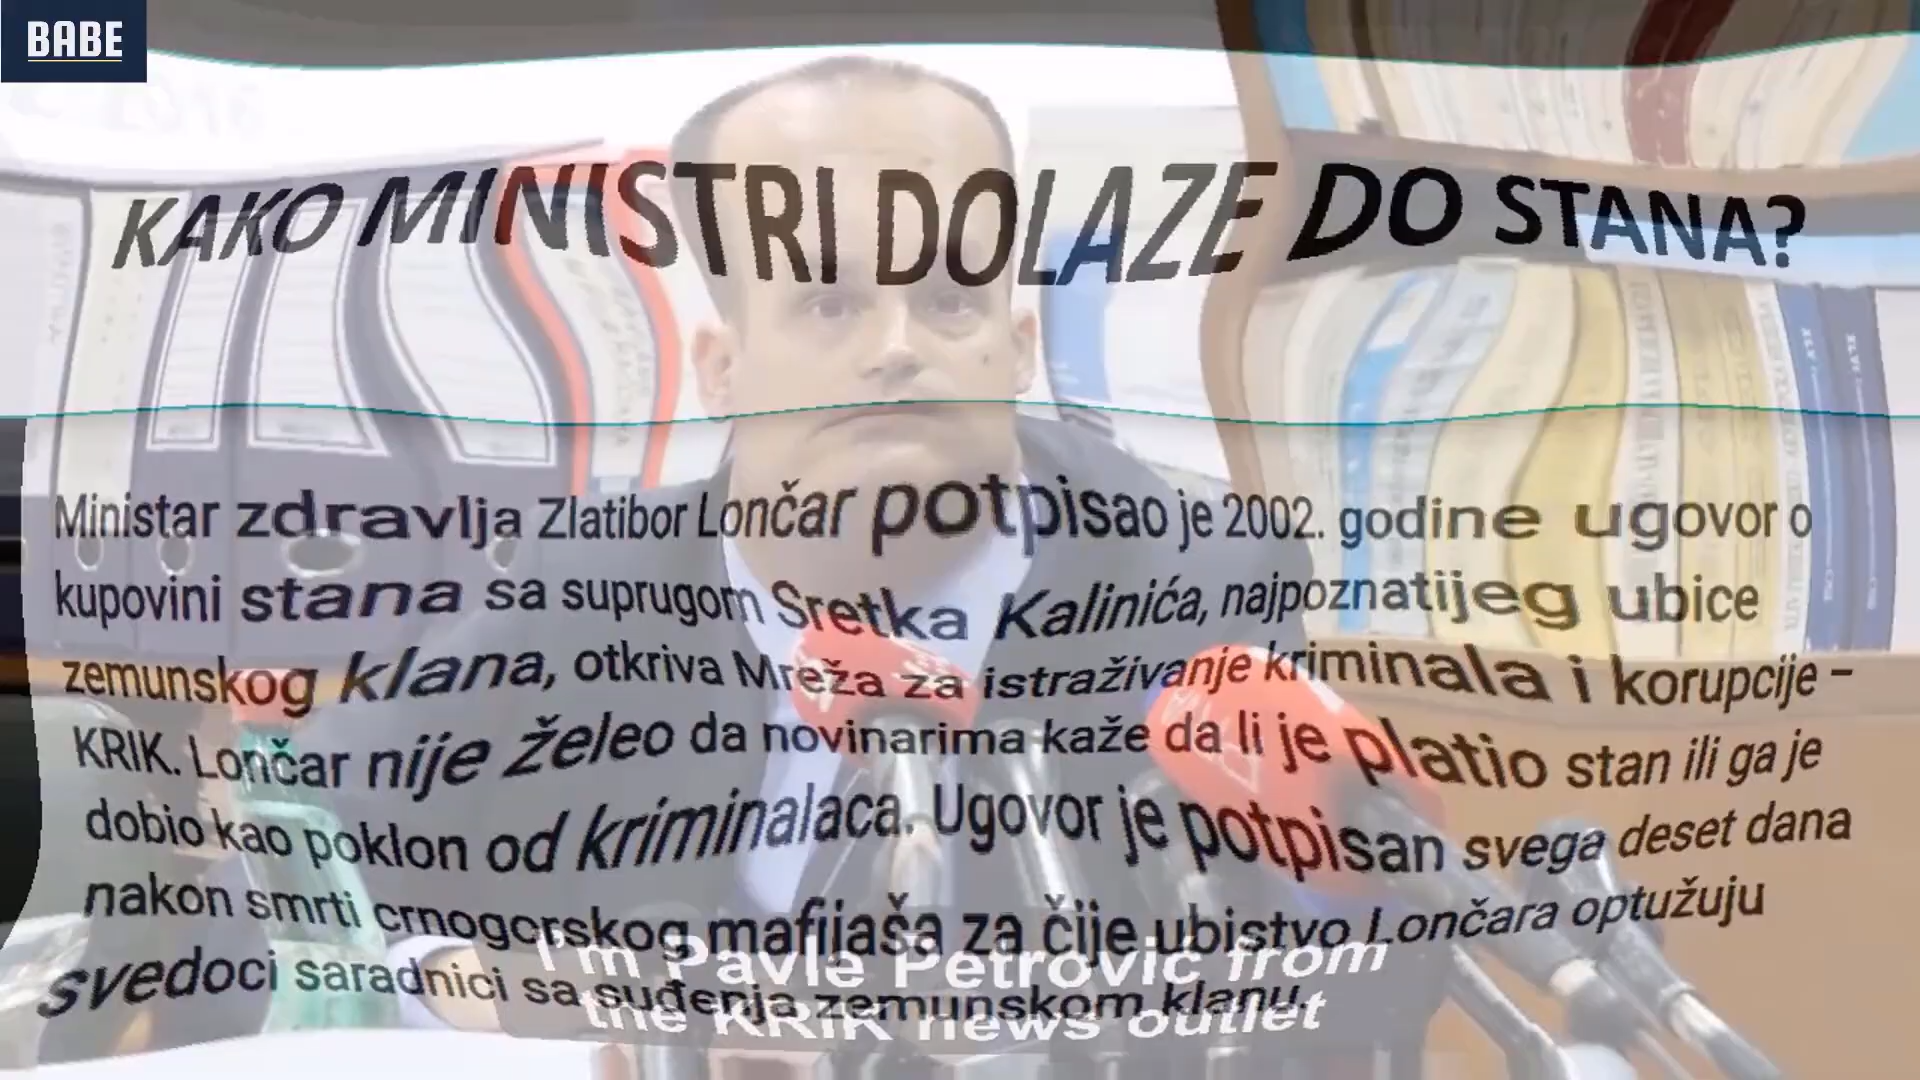 BABE
KAKO MINISTRI DOLAZE DO STANA?
Ministar zdravlja Zlatibor Lončar potpisao je 2002. godine ugovor o
kupovini stana sa suprugom Sretka Kalinića, najpoznatijeg ubice
zemunskog klana, otkriva Mreža za istraživanje kriminala i korupcije –
KRIK. Lončar nije želeo da novinarima kaže da li je platio stan ili ga je
dobio kao poklon od kriminalaca. Ugovor je potpisan svega deset dana
nakon smrti crnogorskog mafijaša za čije ubistvo Lončara optužuju
svedoci saradnici sa suđenja zemunskom klanu.
I'm Pavle Petrović from
the KRIK news outlet